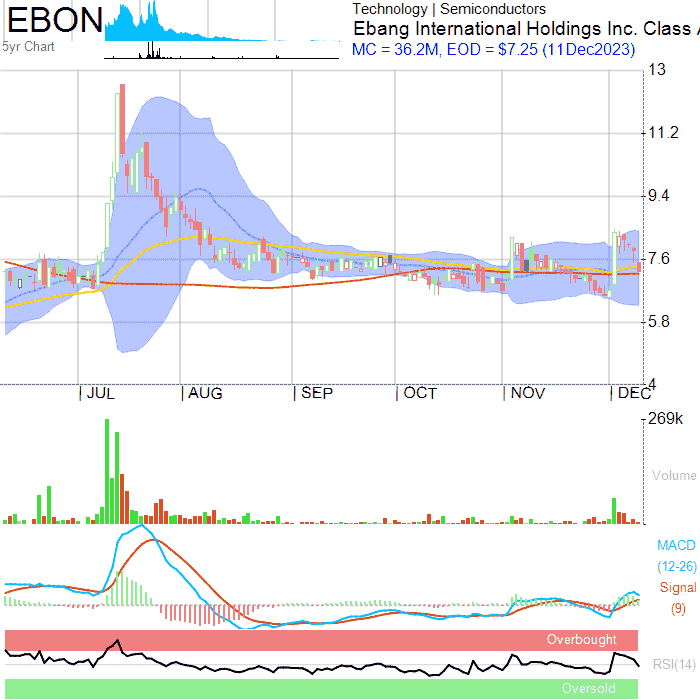 EBON
5yr Chart
Technology | Semiconductors
Ebang International Holdings Inc. Class A
MC = 36.2M, EOD = $7.25 (11Dec2023)
13
11.2
9.4
7.6
5.8
4
JUL AUG SEP OCT NOV DEC
269k
Volume
MACD
(12-26)
Signal
(9)
Overbought
RSI(14)
Oversold